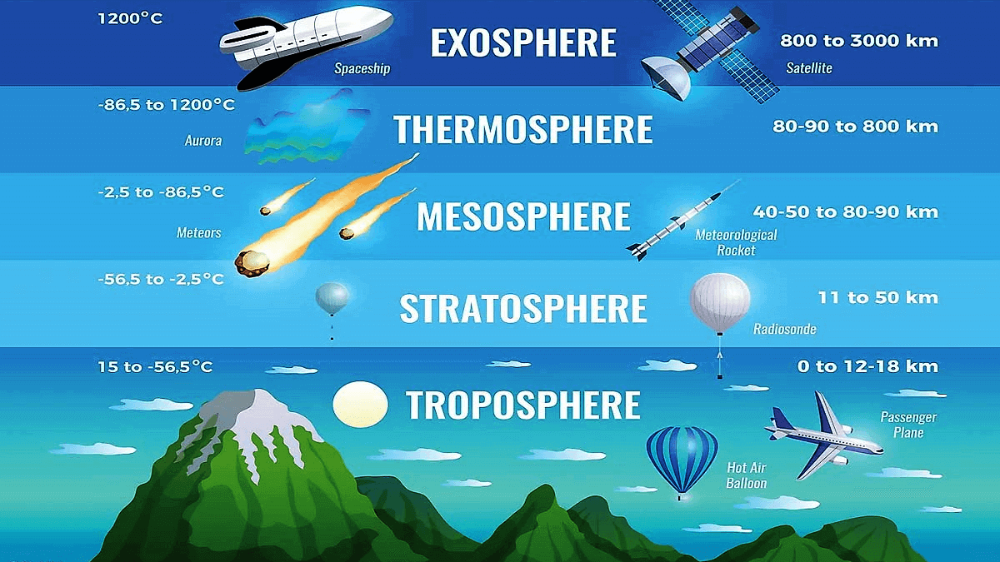 1200°C
EXOSPHERE
800 to 3000 km
Spaceship
Satellite
-86,5 to 1200°C
THERMOSPHERE
80-90 to 800 km
Aurora
-2,5 to -86,5°C
MESOSPHERE
40-50 to 80-90 km
Meteors
Meteorological
Rocket
-56,5 to -2,5°C
STRATOSPHERE
11 to 50 km
Radiosonde
15 to -56,5°C
0 to 12-18 km
TROPOSPHERE
Passenger
Plane
Hot Air
Balloon